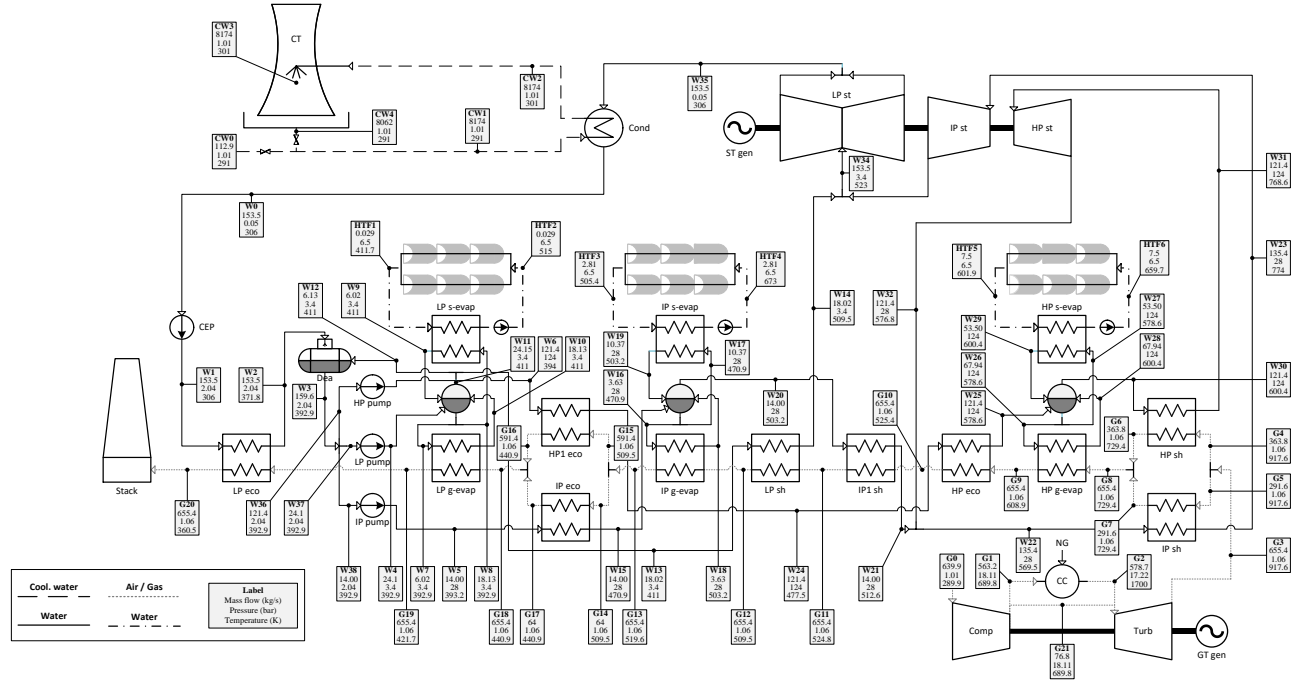 CW3
8174
1.01
301
CT
CW2
8174
1.01
301
CW4
8062
1.01
291
CW1
8174
1.01
291
CW0
112.9
1.01
291
Cond
W35
153.5
0.05
306
LP st
ST gen
IP st
HP st
W34
153.5
3.4
523
W31
121.4
124
768.6
W0
153.5
0.05
306
W23
135.4
28
774
HTF1
0.029
6.5
411.7
HTF2
0.029
6.5
515
HTF3
2.81
6.5
505.4
HTF4
2.81
6.5
673
HTF5
7.5
6.5
601.9
HTF6
7.5
6.5
659.7
W12
6.13
3.4
411
W9
6.02
3.4
411
LP s-evap
IP s-evap
HP s-evap
W14
18.02
3.4
509.5
W32
121.4
28
576.8
W27
53.50
124
578.6
CEP
W11
24.15
3.4
411
W6
121.4
124
394
W10
18.13
3.4
411
W19
10.37
28
503.2
W17
10.37
28
470.9
W29
53.50
124
600.4
W28
67.94
124
600.4
Dea
W1
153.5
2.04
306
W2
153.5
2.04
371.8
W3
159.6
2.04
392.9
HP pump
W16
3.63
28
470.9
W20
14.00
28
503.2
G10
655.4
1.06
525.4
W26
67.94
124
578.6
W25
121.4
124
578.6
W30
121.4
124
600.4
G16
591.4
1.06
440.9
G15
591.4
1.06
509.5
HP1 eco
G6
363.8
1.06
729.4
G4
363.8
1.06
917.6
HP sh
LP pump
Stack
LP eco
LP g-evap
IP eco
IP g-evap
LP sh
IP1 sh
HP eco
HP g-evap
G9
655.4
1.06
608.9
G8
655.4
1.06
729.4
G5
291.6
1.06
917.6
G20
655.4
1.06
360.5
W36
121.4
2.04
392.9
W37
24.1
2.04
392.9
IP pump
G7
291.6
1.06
729.4
IP sh
G3
655.4
1.06
917.6
W22
135.4
28
569.5
NG
G0
639.9
1.01
289.9
G1
563.2
18.11
689.8
CC
G2
578.7
17.22
1700
W38
14.00
2.04
392.9
W4
24.1
3.4
392.9
W7
6.02
3.4
392.9
W5
14.00
28
393.2
W8
18.13
3.4
392.9
W15
14.00
28
470.9
W13
18.02
3.4
411
W18
3.63
28
503.2
W24
121.4
124
477.5
W21
14.00
28
512.6
G19
655.4
1.06
421.7
G18
655.4
1.06
440.9
G17
64
1.06
440.9
G14
64
1.06
509.5
G13
655.4
1.06
519.6
G12
655.4
1.06
509.5
G11
655.4
1.06
524.8
Comp
Turb
GT gen
G21
76.8
18.11
689.8
Cool. water
Air / Gas
Water
Water
Label
Mass flow (kg/s)
Pressure (bar)
Temperature (K)